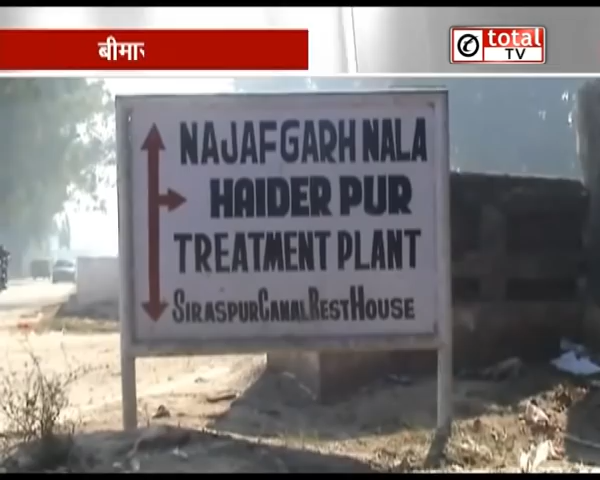 बीमार
total
TV
NAJAFGARH NALA
HAIDER PUR
TREATMENT PLANT
SIRASPUR CANAL REST HOUSE